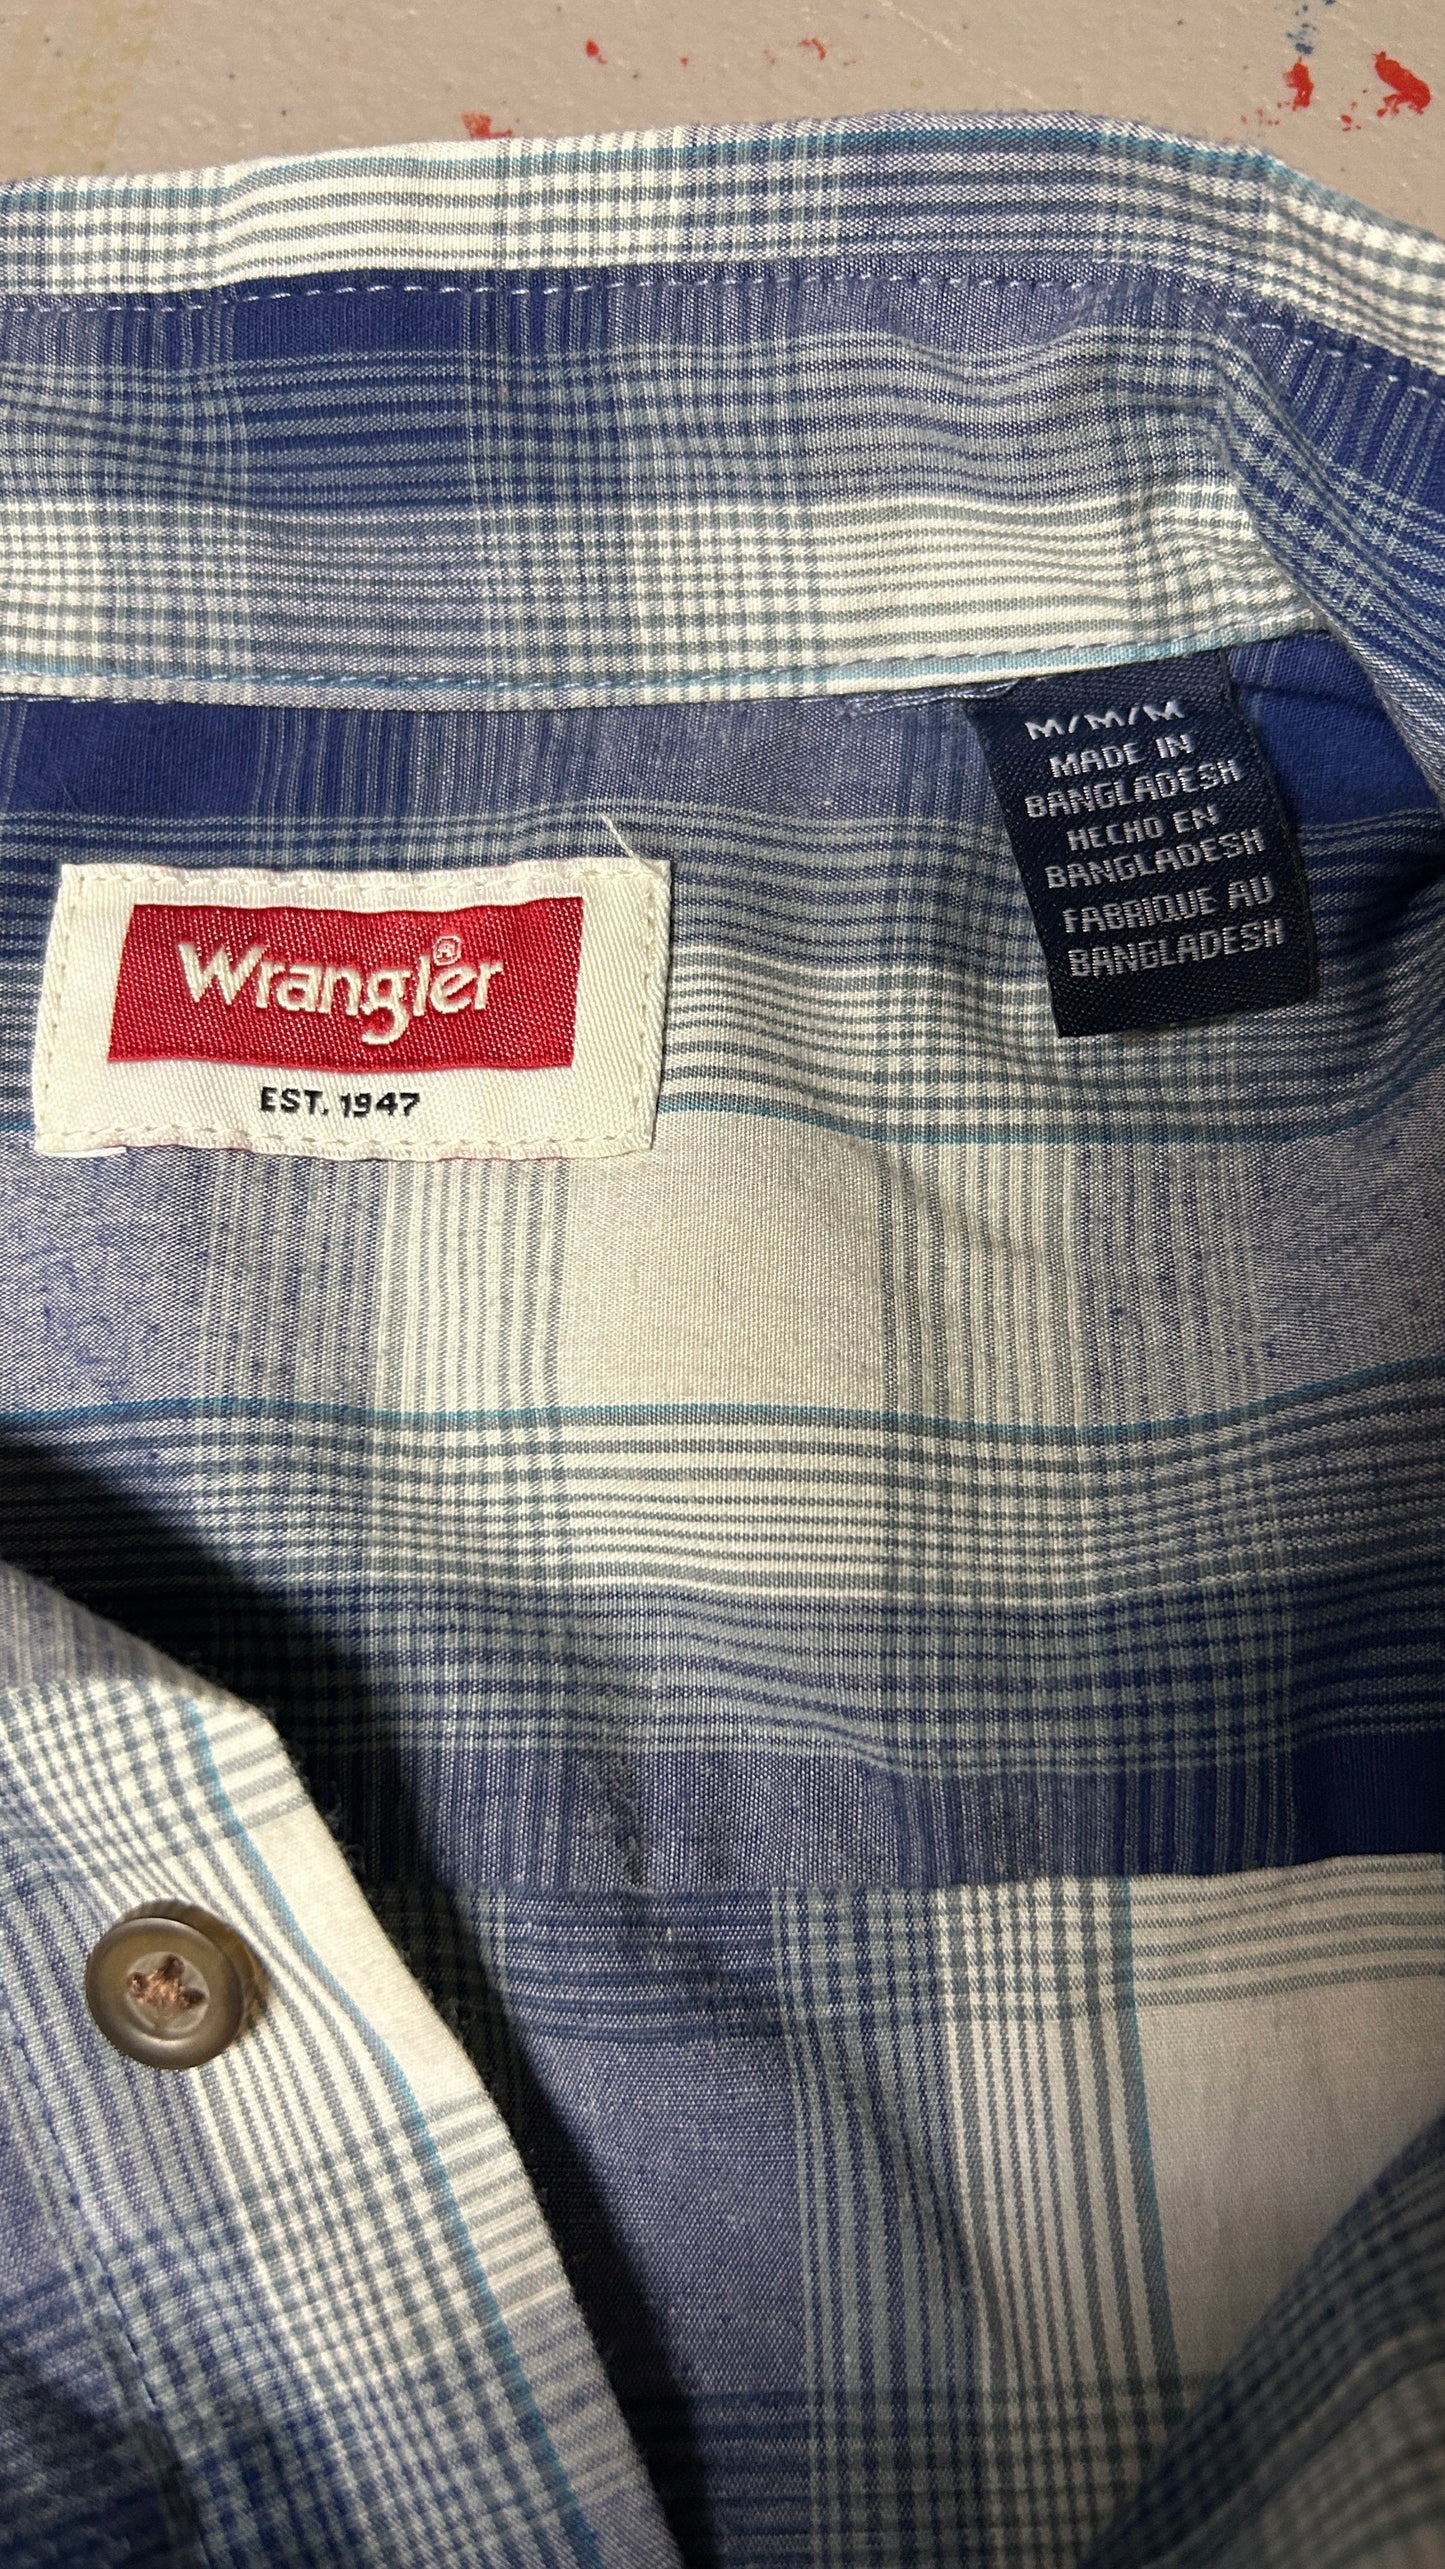 Wrangler®
EST. 1947
M/M/M
MADE IN
BANGLADESH
HECHO EN
BANGLADESH
FABRIQUE AU
BANGLADESH